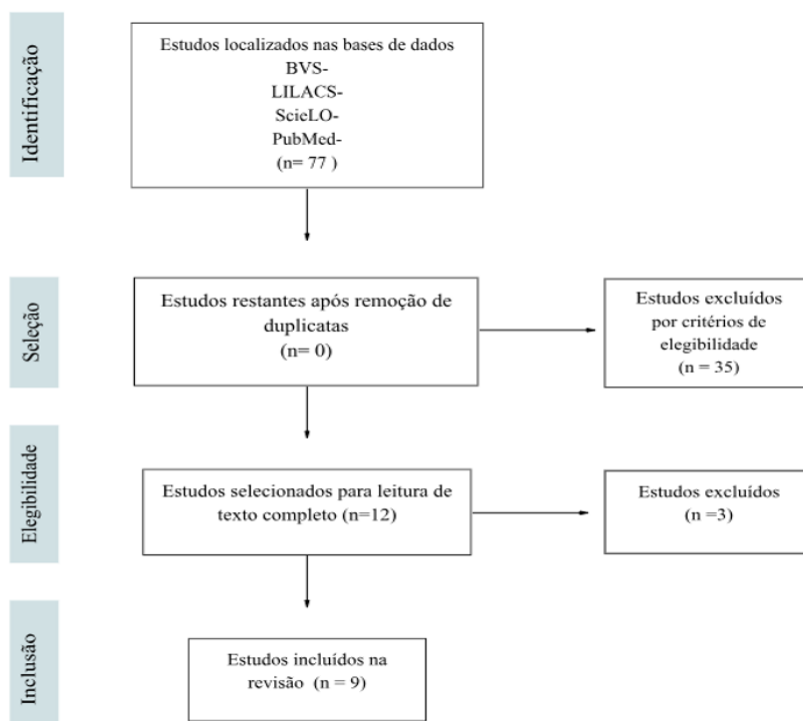 Identificação
Estudos localizados nas bases de dados
BVS-
LILACS-
ScieLO-
PubMed-
(n= 77 )
Seleção
Estudos restantes após remoção de
duplicatas
(n= 0)
Estudos excluídos
por critérios de
elegibilidade
(n = 35)
Elegibilidade
Estudos selecionados para leitura de
texto completo (n=12)
Estudos excluídos
(n =3)
Inclusão
Estudos incluídos na
revisão (n = 9)